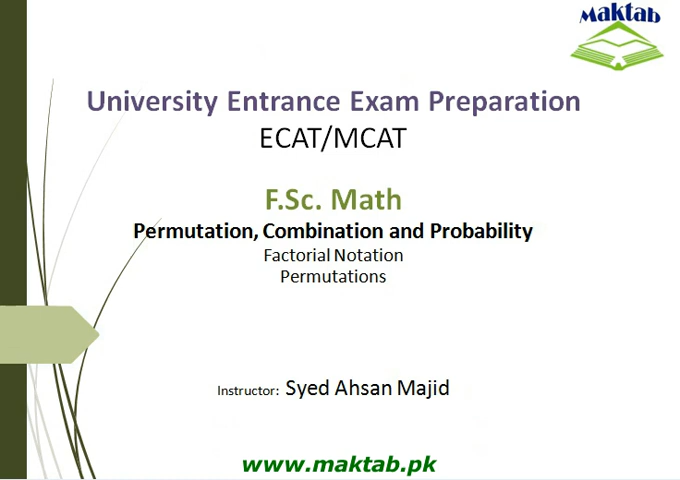 Maktab
University Entrance Exam Preparation
ECAT/MCAT
F.Sc. Math
Permutation, Combination and Probability
Factorial Notation
Permutations
Instructor: Syed Ahsan Majid
www.maktab.pk